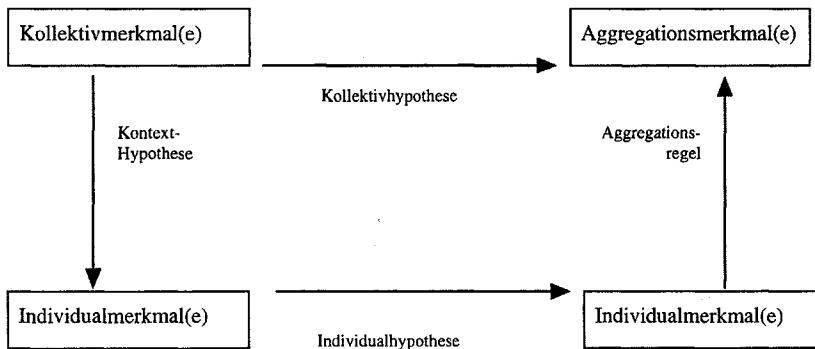 Kollektivmerkmal(e)
Aggregationsmerkmal(e)
Kollektivhypothese
Kontext-
Hypothese
Aggregations-
regel
Individualmerkmal(e)
Individualmerkmal(e)
Individualhypothese